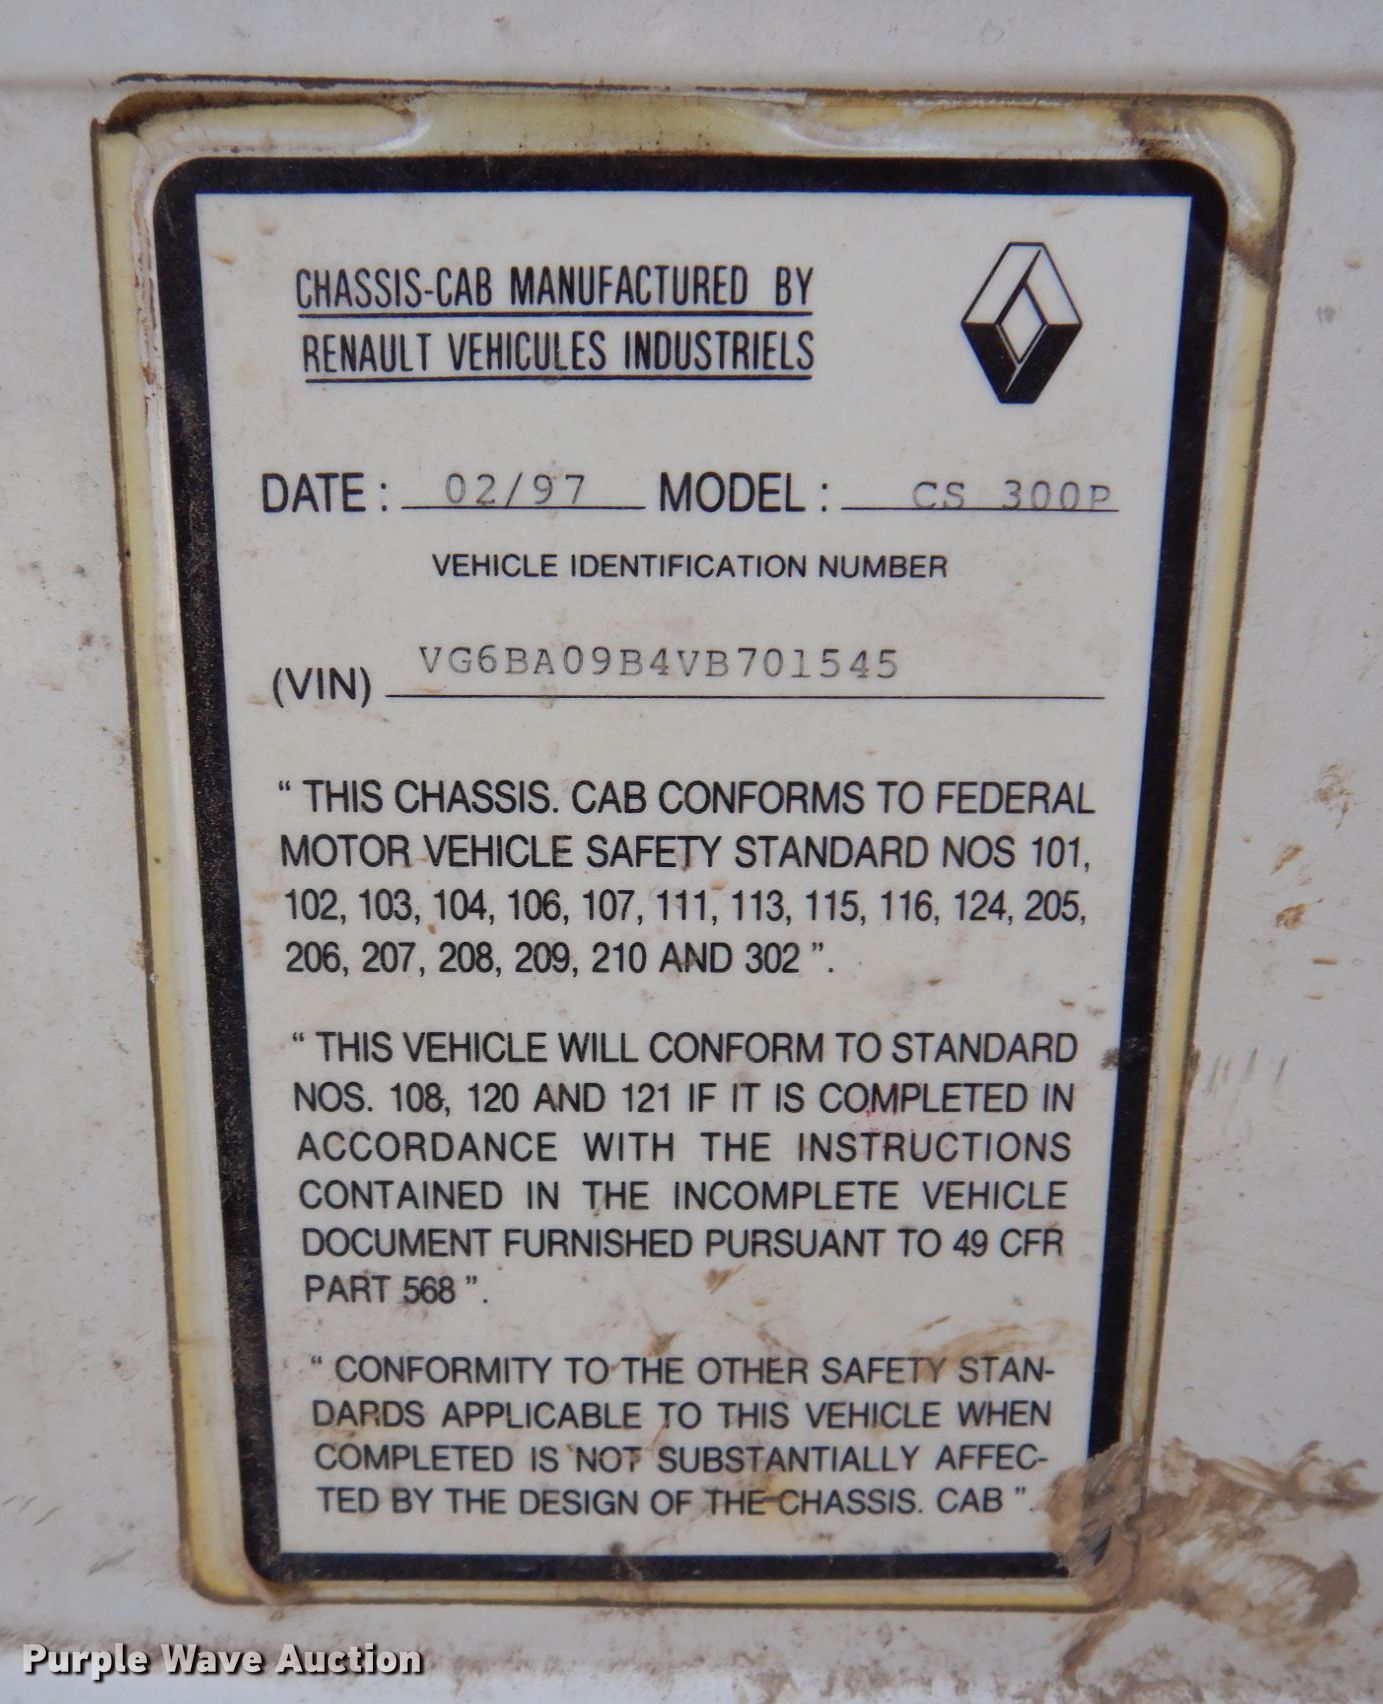 CHASSIS-CAB MANUFACTURED BY
RENAULT VEHICULES INDUSTRIELS
DATE : 02/97 MODEL : CS 300P
VEHICLE IDENTIFICATION NUMBER
(VIN) VG6BA09B4VB701545
“ THIS CHASSIS. CAB CONFORMS TO FEDERAL
MOTOR VEHICLE SAFETY STANDARD NOS 101,
102, 103, 104, 106, 107, 111, 113, 115, 116, 124, 205,
206, 207, 208, 209, 210 AND 302 ”.
“ THIS VEHICLE WILL CONFORM TO STANDARD
NOS. 108, 120 AND 121 IF IT IS COMPLETED IN
ACCORDANCE WITH THE INSTRUCTIONS
CONTAINED IN THE INCOMPLETE VEHICLE
DOCUMENT FURNISHED PURSUANT TO 49 CFR
PART 568 ”.
“ CONFORMITY TO THE OTHER SAFETY STAN-
DARDS APPLICABLE TO THIS VEHICLE WHEN
COMPLETED IS NOT SUBSTANTIALLY AFFEC-
TED BY THE DESIGN OF THE CHASSIS. CAB ”.
Purple Wave Auction